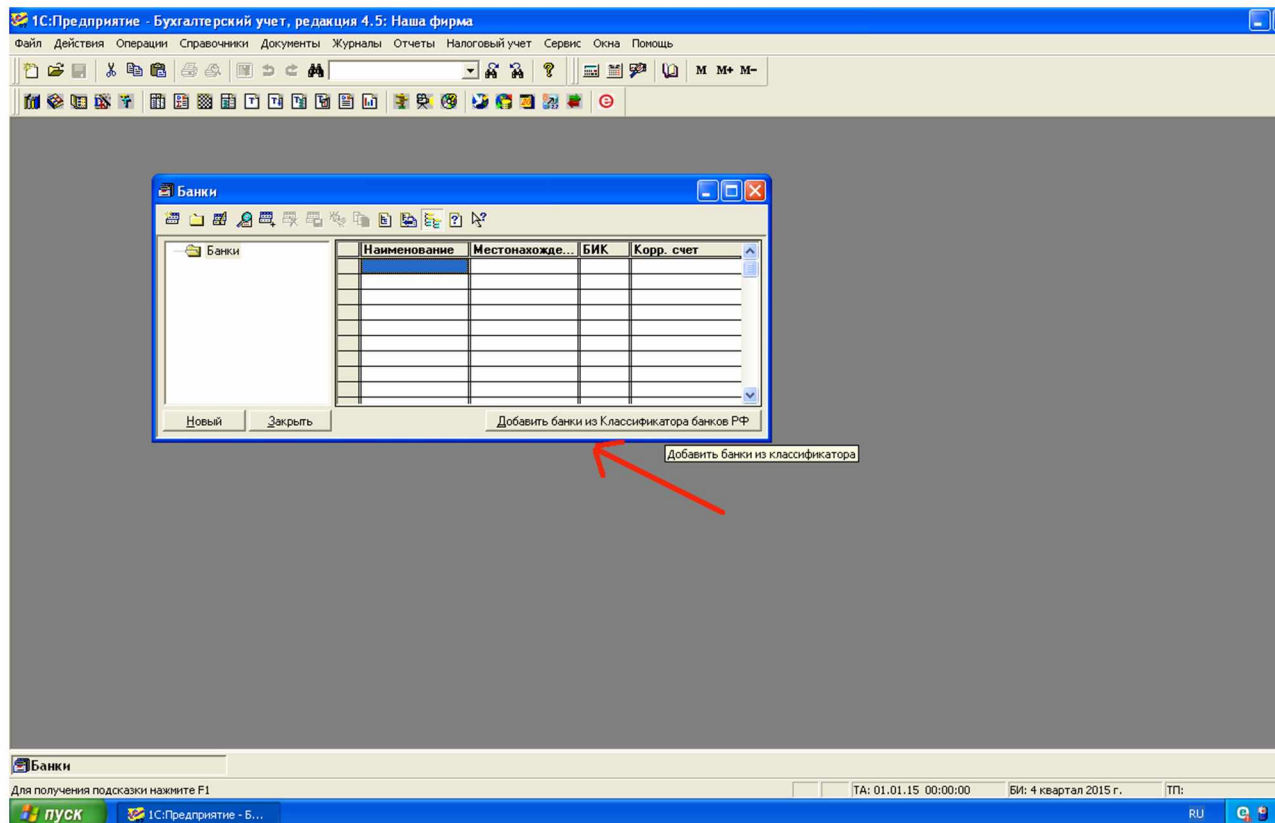 1С:Предприятие - Бухгалтерский учет, редакция 4.5: Наша фирма
Файл Действия Операции Справочники Документы Журналы Отчеты Налоговый учет Сервис Окна Помощь
M M+ M-
Банки
Банки
Наименование Местонахожде... БИК Корр. счет
Новый Закрыть Добавить банки из Классификатора банков РФ
Добавить банки из классификатора
Банки
Для получения подсказки нажмите F1 ТА: 01.01.15 00:00:00 БИ: 4 квартал 2015 г. ТП:
пуск 1С:Предприятие - Б... RU